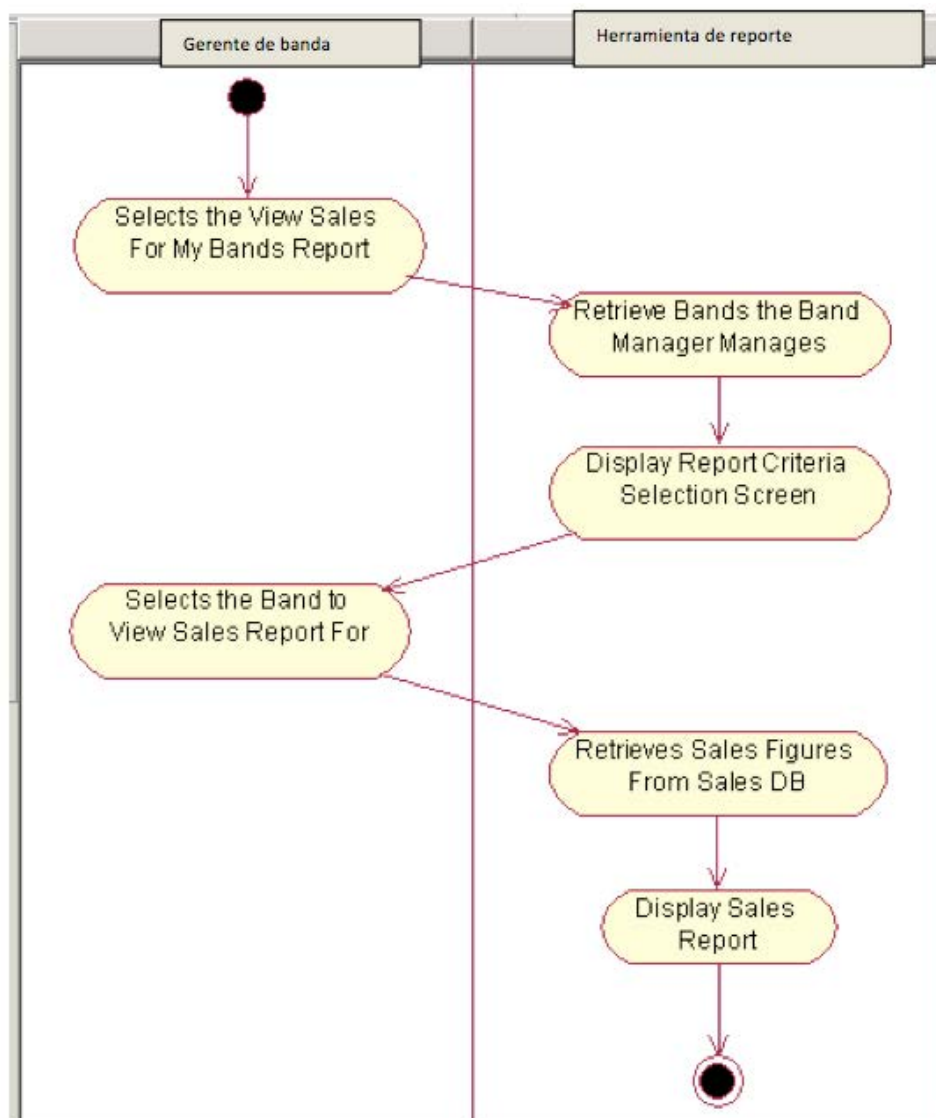 Gerente de banda
Herramienta de reporte
Selects the View Sales
For My Bands Report
Retrieve Bands the Band
Manager Manages
Display Report Criteria
Selection Screen
Selects the Band to
View Sales Report For
Retrieves Sales Figures
From Sales DB
Display Sales
Report